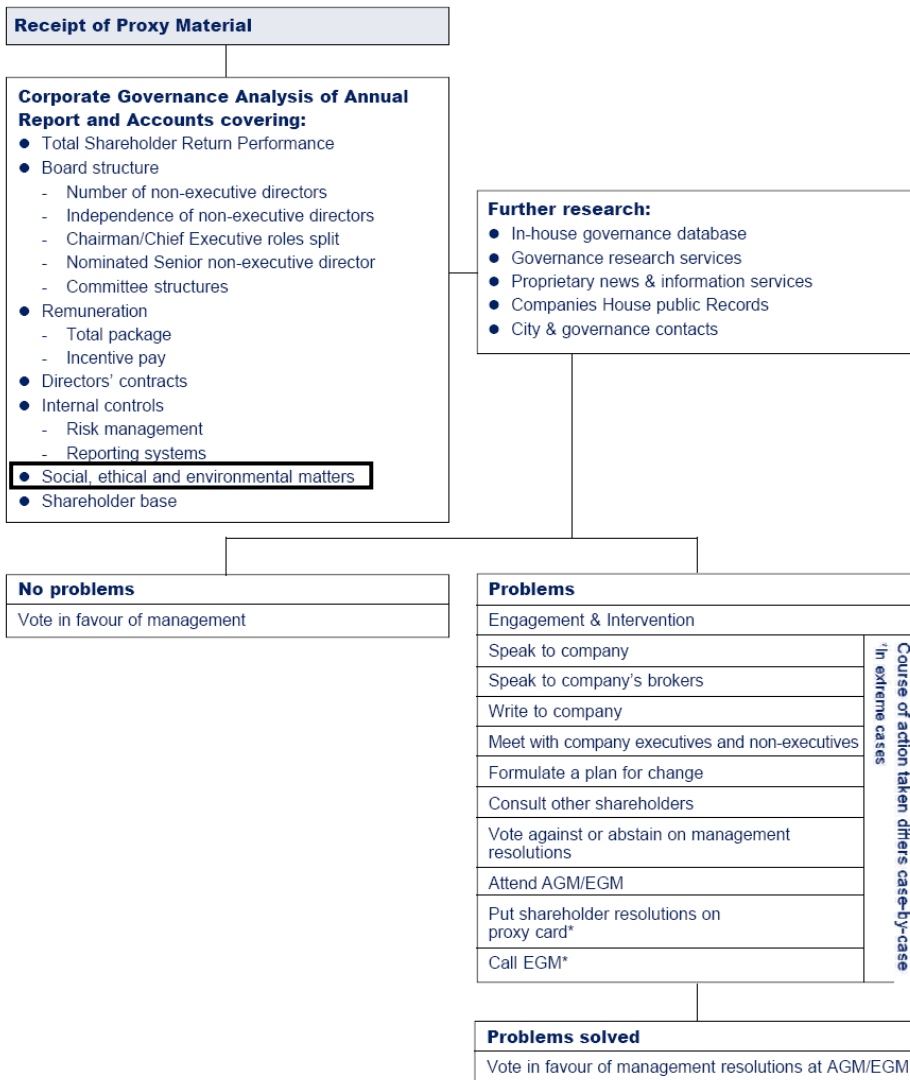 Receipt of Proxy Material
Corporate Governance Analysis of Annual
Report and Accounts covering:
● Total Shareholder Return Performance
● Board structure
- Number of non-executive directors
- Independence of non-executive directors
- Chairman/Chief Executive roles split
- Nominated Senior non-executive director
- Committee structures
● Remuneration
- Total package
- Incentive pay
● Directors' contracts
● Internal controls
- Risk management
- Reporting systems
● Social, ethical and environmental matters
● Shareholder base
Further research:
● In-house governance database
● Governance research services
● Proprietary news & information services
● Companies House public Records
● City & governance contacts
No problems
Vote in favour of management
Problems
Engagement & Intervention
Speak to company
Speak to company's brokers
Write to company
Meet with company executives and non-executives
Formulate a plan for change
Consult other shareholders
Vote against or abstain on management
resolutions
Attend AGM/EGM
Put shareholder resolutions on
proxy card*
Call EGM*
Course of action taken differs case-by-case
*In extreme cases
Problems solved
Vote in favour of management resolutions at AGM/EGM